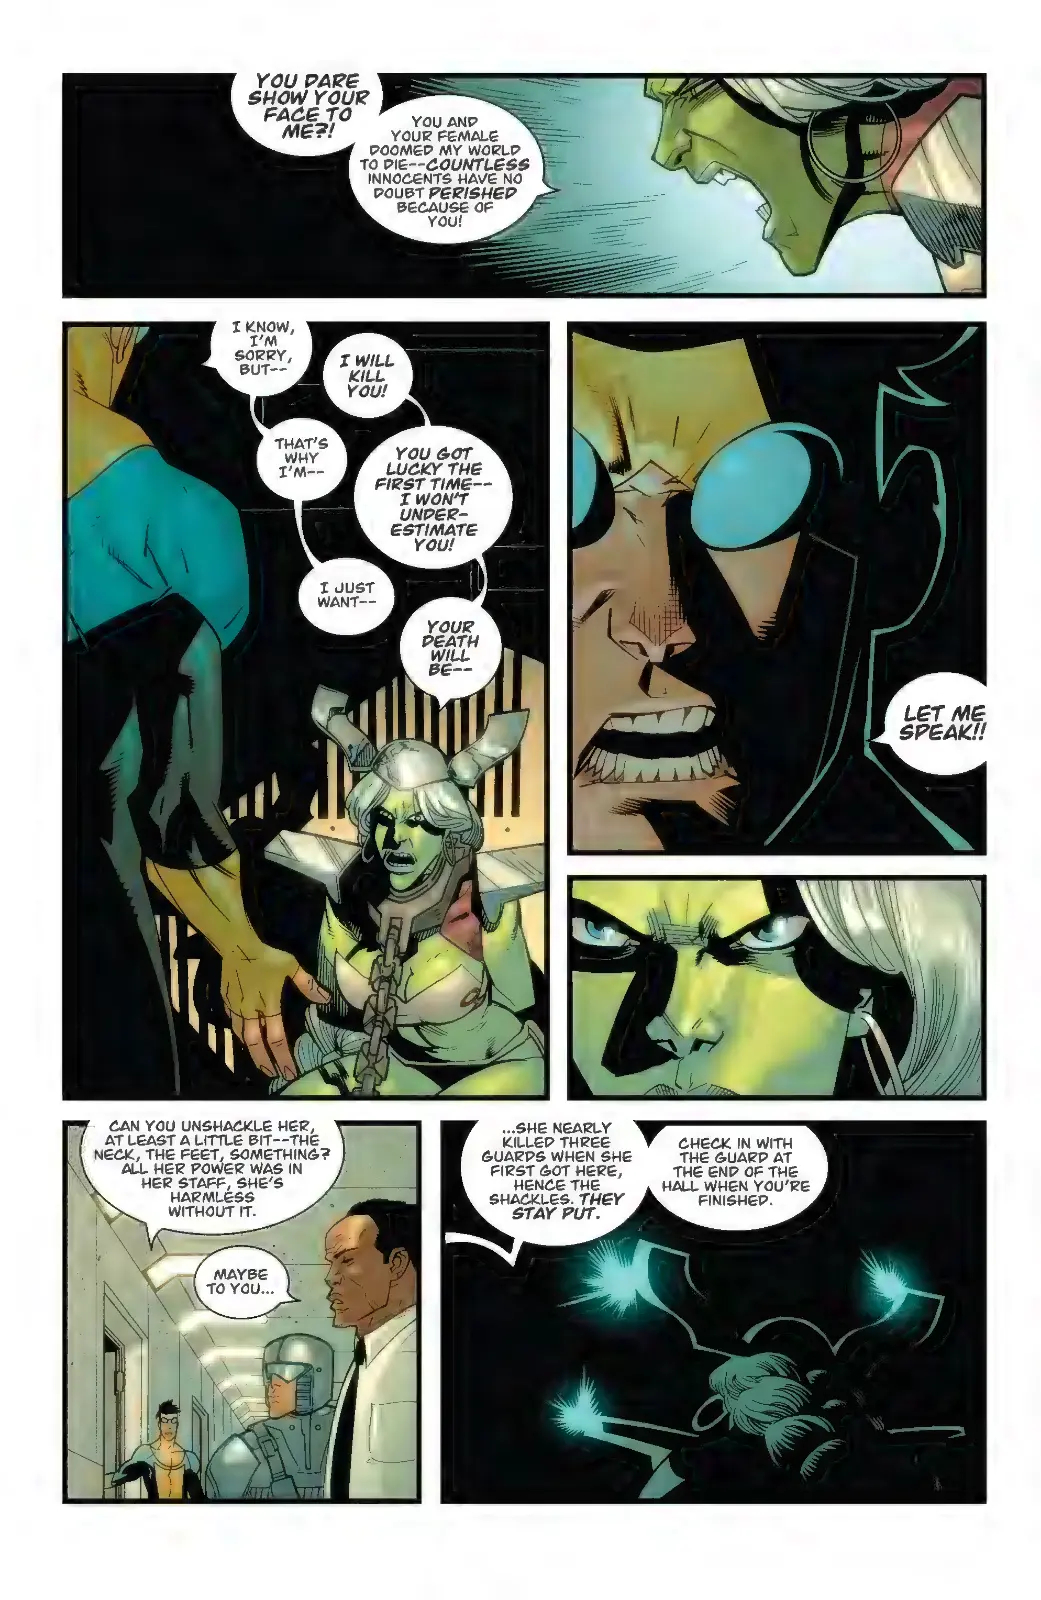 YOU DARE
SHOW YOUR
FACE TO
ME?!
YOU AND
YOUR FEMALE
DOOMED MY WORLD
TO DIE--COUNTLESS
INNOCENTS HAVE NO
DOUBT PERISHED
BECAUSE OF
YOU!
I KNOW,
I'M
SORRY,
BUT--
I WILL
KILL
YOU!
THAT'S
WHY
I'M--
YOU GOT
LUCKY THE
FIRST TIME--
I WON'T
UNDER-
ESTIMATE
YOU!
I JUST
WANT--
YOUR
DEATH
WILL
BE--
LET ME
SPEAK!!
CAN YOU UNSHACKLE HER,
AT LEAST A LITTLE BIT--THE
NECK, THE FEET, SOMETHING?
ALL HER POWER WAS IN
HER STAFF, SHE'S
HARMLESS
WITHOUT IT.
MAYBE
TO YOU...
...SHE NEARLY
KILLED THREE
GUARDS WHEN SHE
FIRST GOT HERE,
HENCE THE
SHACKLES. THEY
STAY PUT.
CHECK IN WITH
THE GUARD AT
THE END OF THE
HALL WHEN YOU'RE
FINISHED.